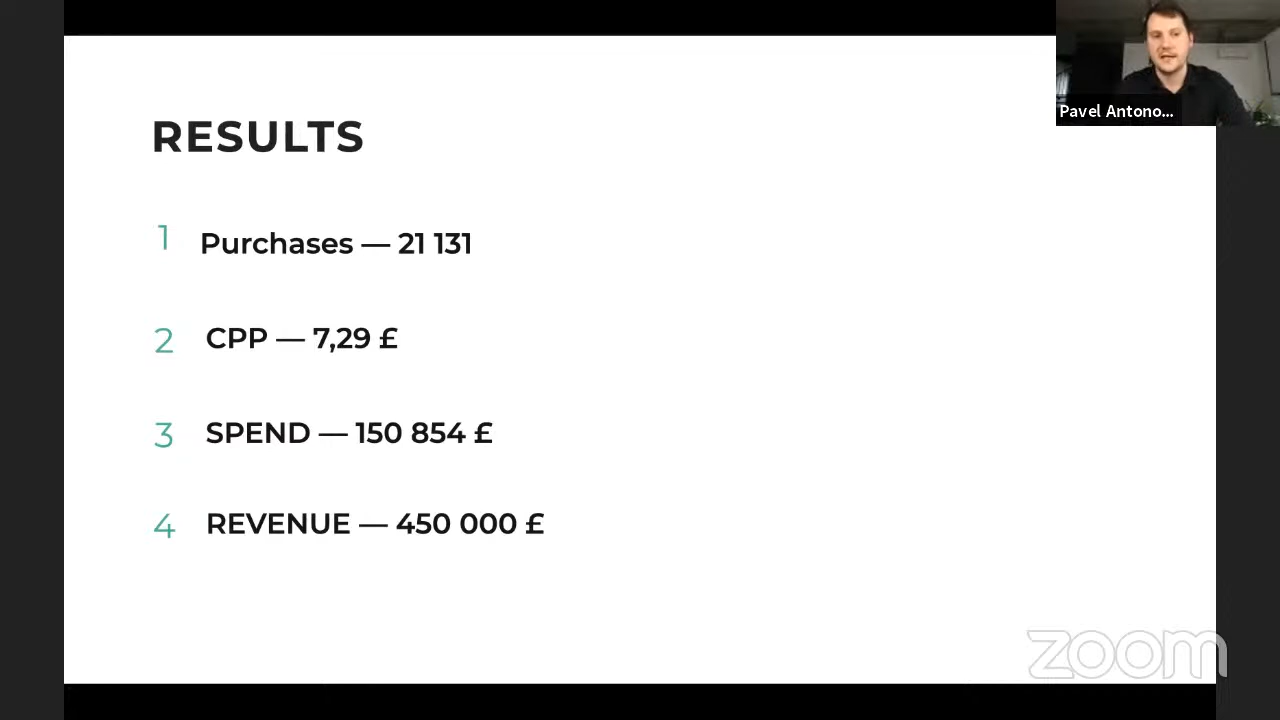 RESULTS
1 Purchases — 21 131
2 CPP — 7,29 £
3 SPEND — 150 854 £
4 REVENUE — 450 000 £
Pavel Antono...
zoom